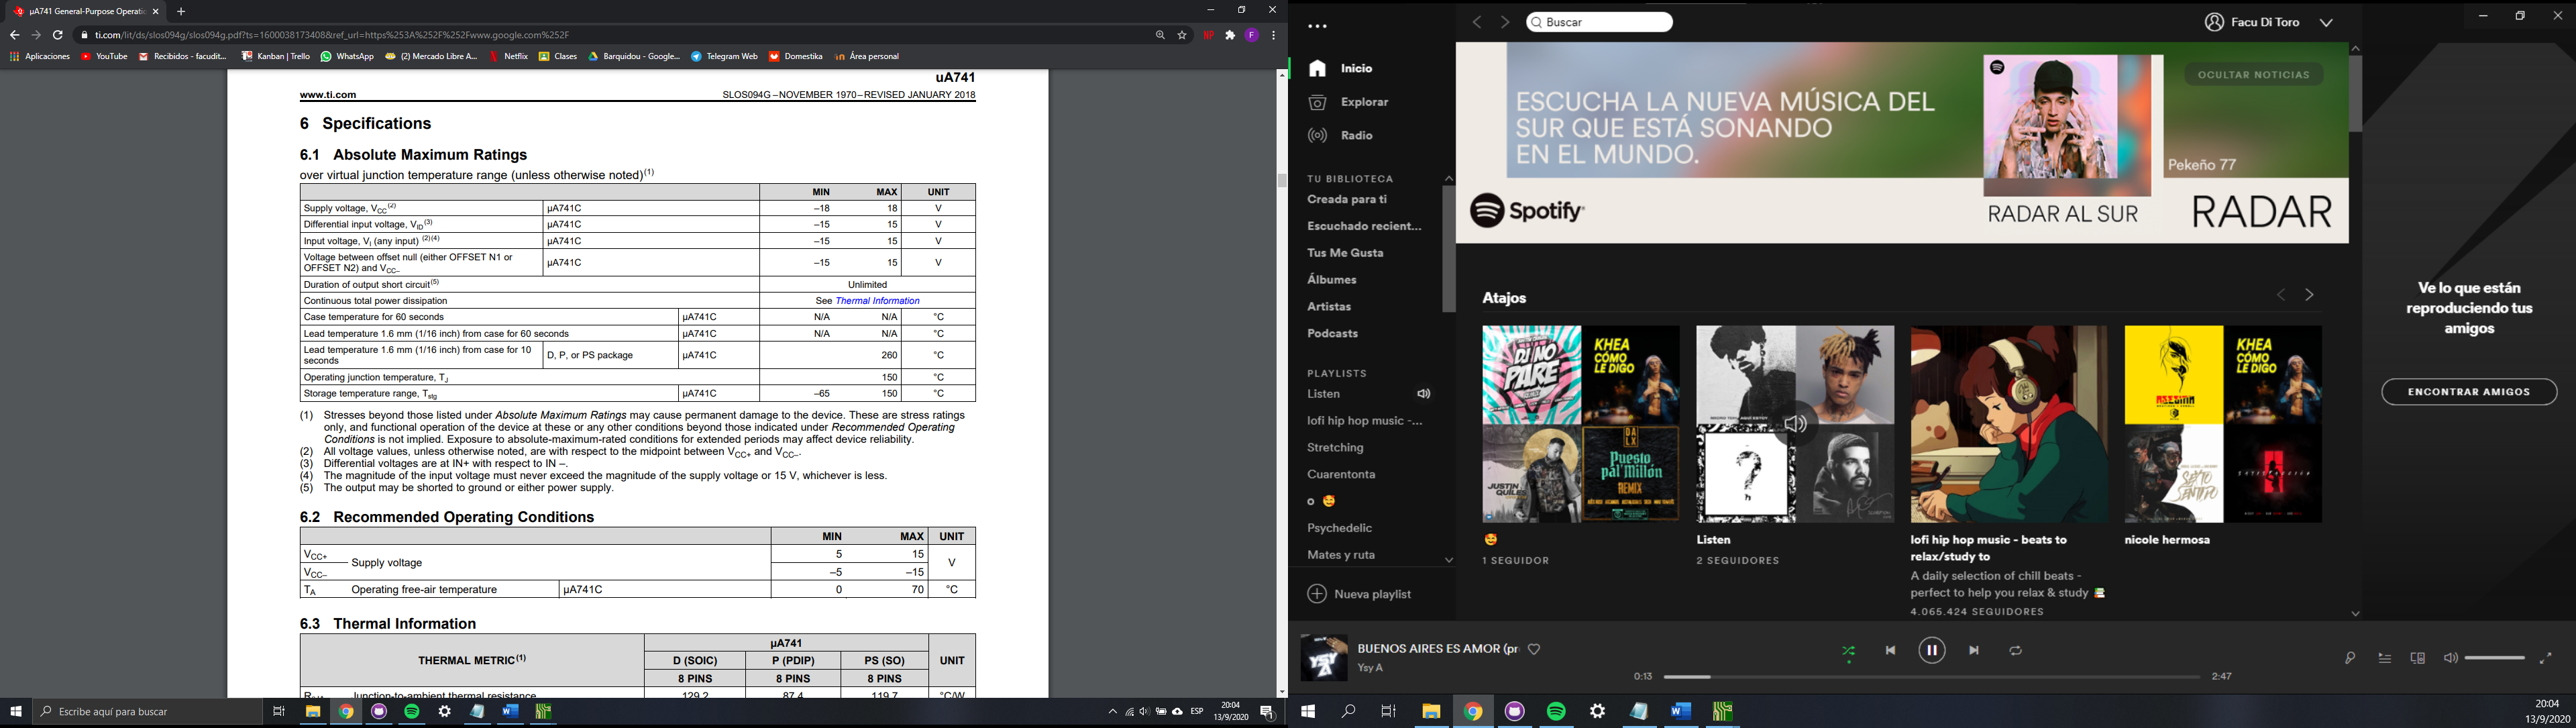 µA741 General-Purpose Operatic
ti.com/lit/ds/slos094g/slos094g.pdf?ts=1600038173408&ref_url=https%253A%252F%252Fwww.google.com%252F
Aplicaciones YouTube Recibidos - facudit... Kanban | Trello WhatsApp (2) Mercado Libre A... Netflix Clases Barquidou - Google... Telegram Web Domestika Área personal
uA741
www.ti.com SLOS094G –NOVEMBER 1970–REVISED JANUARY 2018
6 Specifications
6.1 Absolute Maximum Ratings
over virtual junction temperature range (unless otherwise noted)(1)
MIN MAX UNIT
Supply voltage, VCC(2) µA741C –18 18 V
Differential input voltage, VID(3) µA741C –15 15 V
Input voltage, VI (any input) (2)(4) µA741C –15 15 V
Voltage between offset null (either OFFSET N1 or
OFFSET N2) and VCC– µA741C –15 15 V
Duration of output short circuit(5) Unlimited
Continuous total power dissipation See Thermal Information
Case temperature for 60 seconds µA741C N/A N/A °C
Lead temperature 1.6 mm (1/16 inch) from case for 60 seconds µA741C N/A N/A °C
Lead temperature 1.6 mm (1/16 inch) from case for 10
seconds D, P, or PS package µA741C 260 °C
Operating junction temperature, TJ 150 °C
Storage temperature range, Tstg µA741C –65 150 °C
(1) Stresses beyond those listed under Absolute Maximum Ratings may cause permanent damage to the device. These are stress ratings
only, and functional operation of the device at these or any other conditions beyond those indicated under Recommended Operating
Conditions is not implied. Exposure to absolute-maximum-rated conditions for extended periods may affect device reliability.
(2) All voltage values, unless otherwise noted, are with respect to the midpoint between VCC+ and VCC–.
(3) Differential voltages are at IN+ with respect to IN –.
(4) The magnitude of the input voltage must never exceed the magnitude of the supply voltage or 15 V, whichever is less.
(5) The output may be shorted to ground or either power supply.
6.2 Recommended Operating Conditions
MIN MAX UNIT
VCC+ 5 15
Supply voltage V
VCC– –5 –15
TA Operating free-air temperature µA741C 0 70 °C
6.3 Thermal Information
THERMAL METRIC(1) µA741 UNIT
D (SOIC) P (PDIP) PS (SO)
8 PINS 8 PINS 8 PINS
Junction-to-ambient thermal resistance 129.2 87.4 119.7 °C/W
Escribe aquí para buscar
ESP
20:04
13/9/2020
Buscar
Facu Di Toro
Inicio
Explorar
Radio
TU BIBLIOTECA
Creada para ti
Escuchado recient...
Tus Me Gusta
Álbumes
Artistas
Podcasts
PLAYLISTS
Listen
lofi hip hop music -...
Stretching
Cuarentona
o 🥰
Psychedelic
Mates y ruta
Nueva playlist
OCULTAR NOTICIAS
ESCUCHA LA NUEVA MÚSICA DEL
SUR QUE ESTÁ SONANDO
EN EL MUNDO.
Pekeño 77
Spotify
RADAR AL SUR
RADAR
Atajos
DJ NO
PARE
KHEA
CÓMO
LE DIGO
JUSTIN
QUILES
DALX
Puesto
pa'Millón
REMIX
?
KHEA
CÓMO
LE DIGO
SEXTO
SENTIDO
🥰
1 SEGUIDOR
Listen
2 SEGUIDORES
lofi hip hop music - beats to
relax/study to
A daily selection of chill beats -
perfect to help you relax & study 📚
4.065.424 SEGUIDORES
nicole hermosa
Ve lo que están
reproduciendo tus
amigos
ENCONTRAR AMIGOS
YSY
A
BUENOS AIRES ES AMOR (pr
Ysy A
0:13
2:47
20:04
13/9/2020